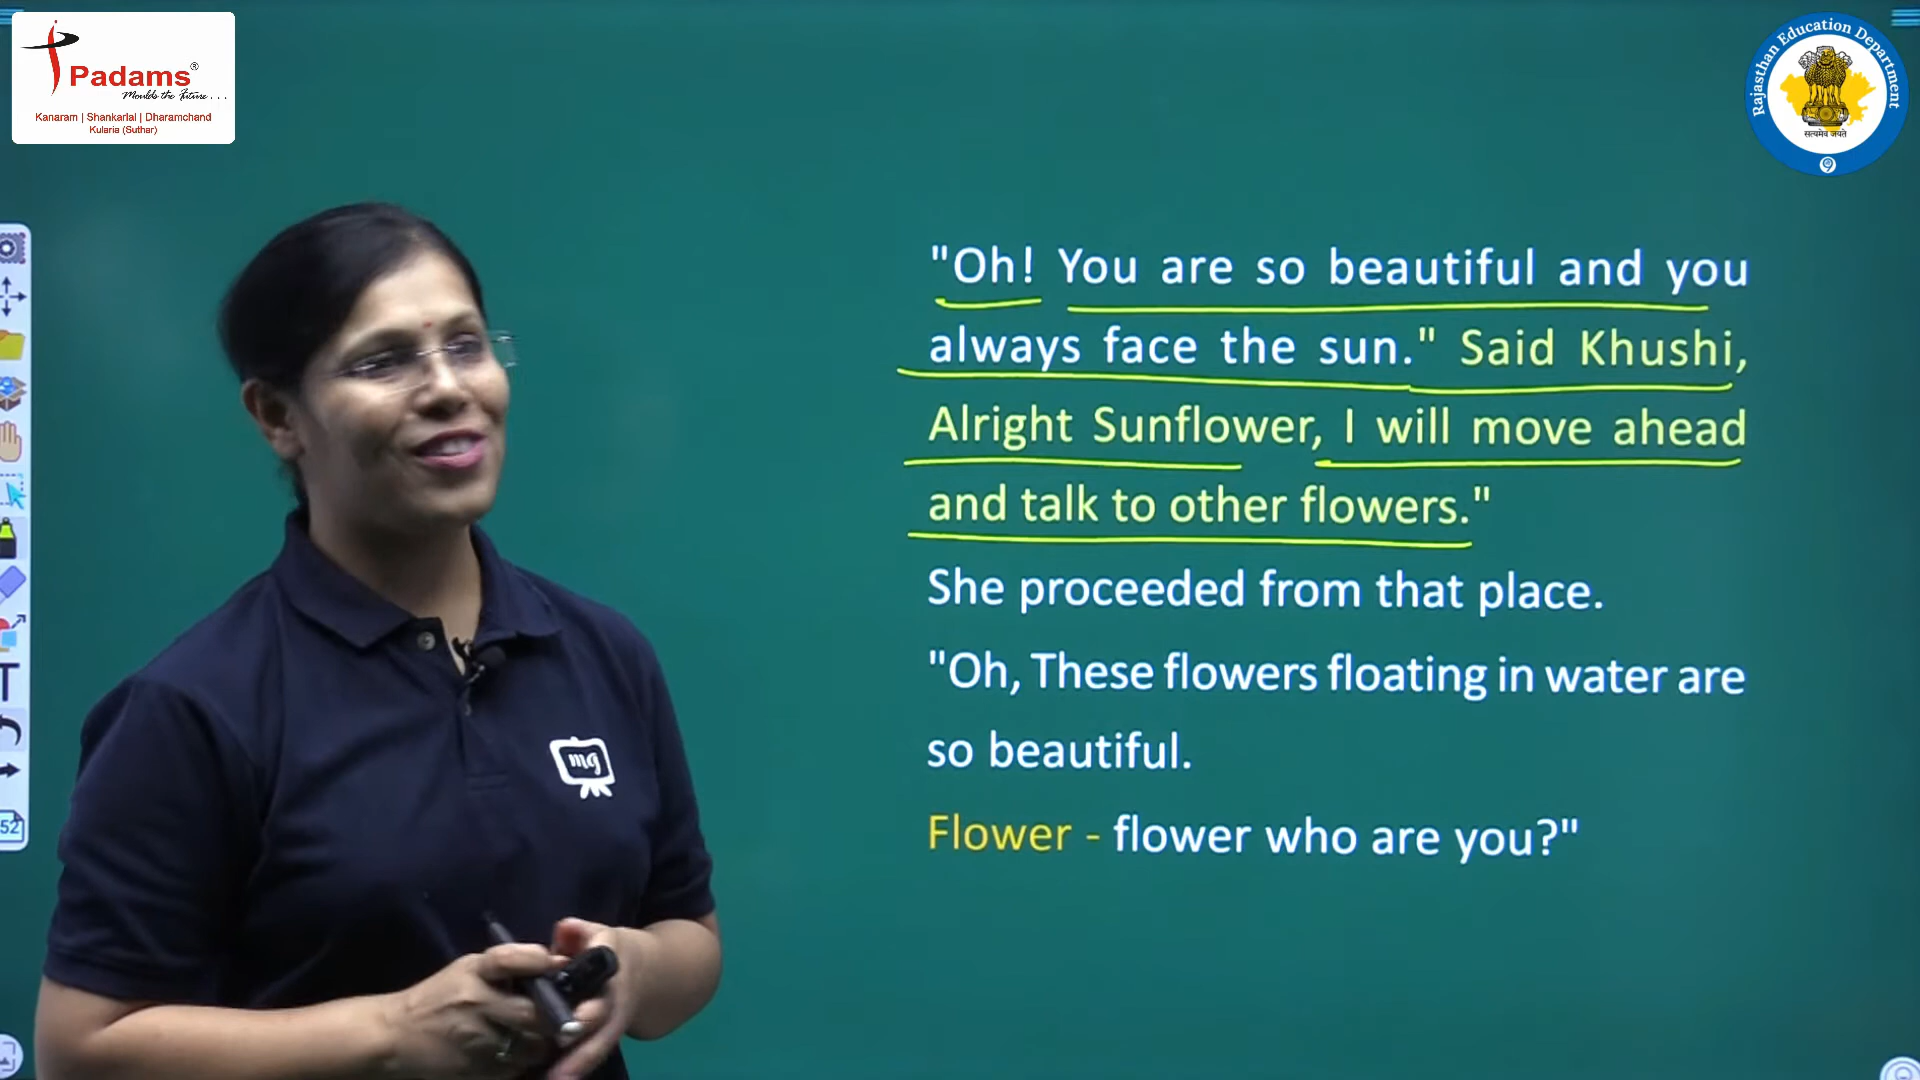 Padams®
Moulds the Future...
Kanaram | Shankarlal | Dharamchand
Kularia (Suthar)
Rajasthan Education Department
सत्यमेव जयते
"Oh! You are so beautiful and you
always face the sun." Said Khushi,
Alright Sunflower, I will move ahead
and talk to other flowers."
She proceeded from that place.
"Oh, These flowers floating in water are
so beautiful.
Flower - flower who are you?"
mg
T
52